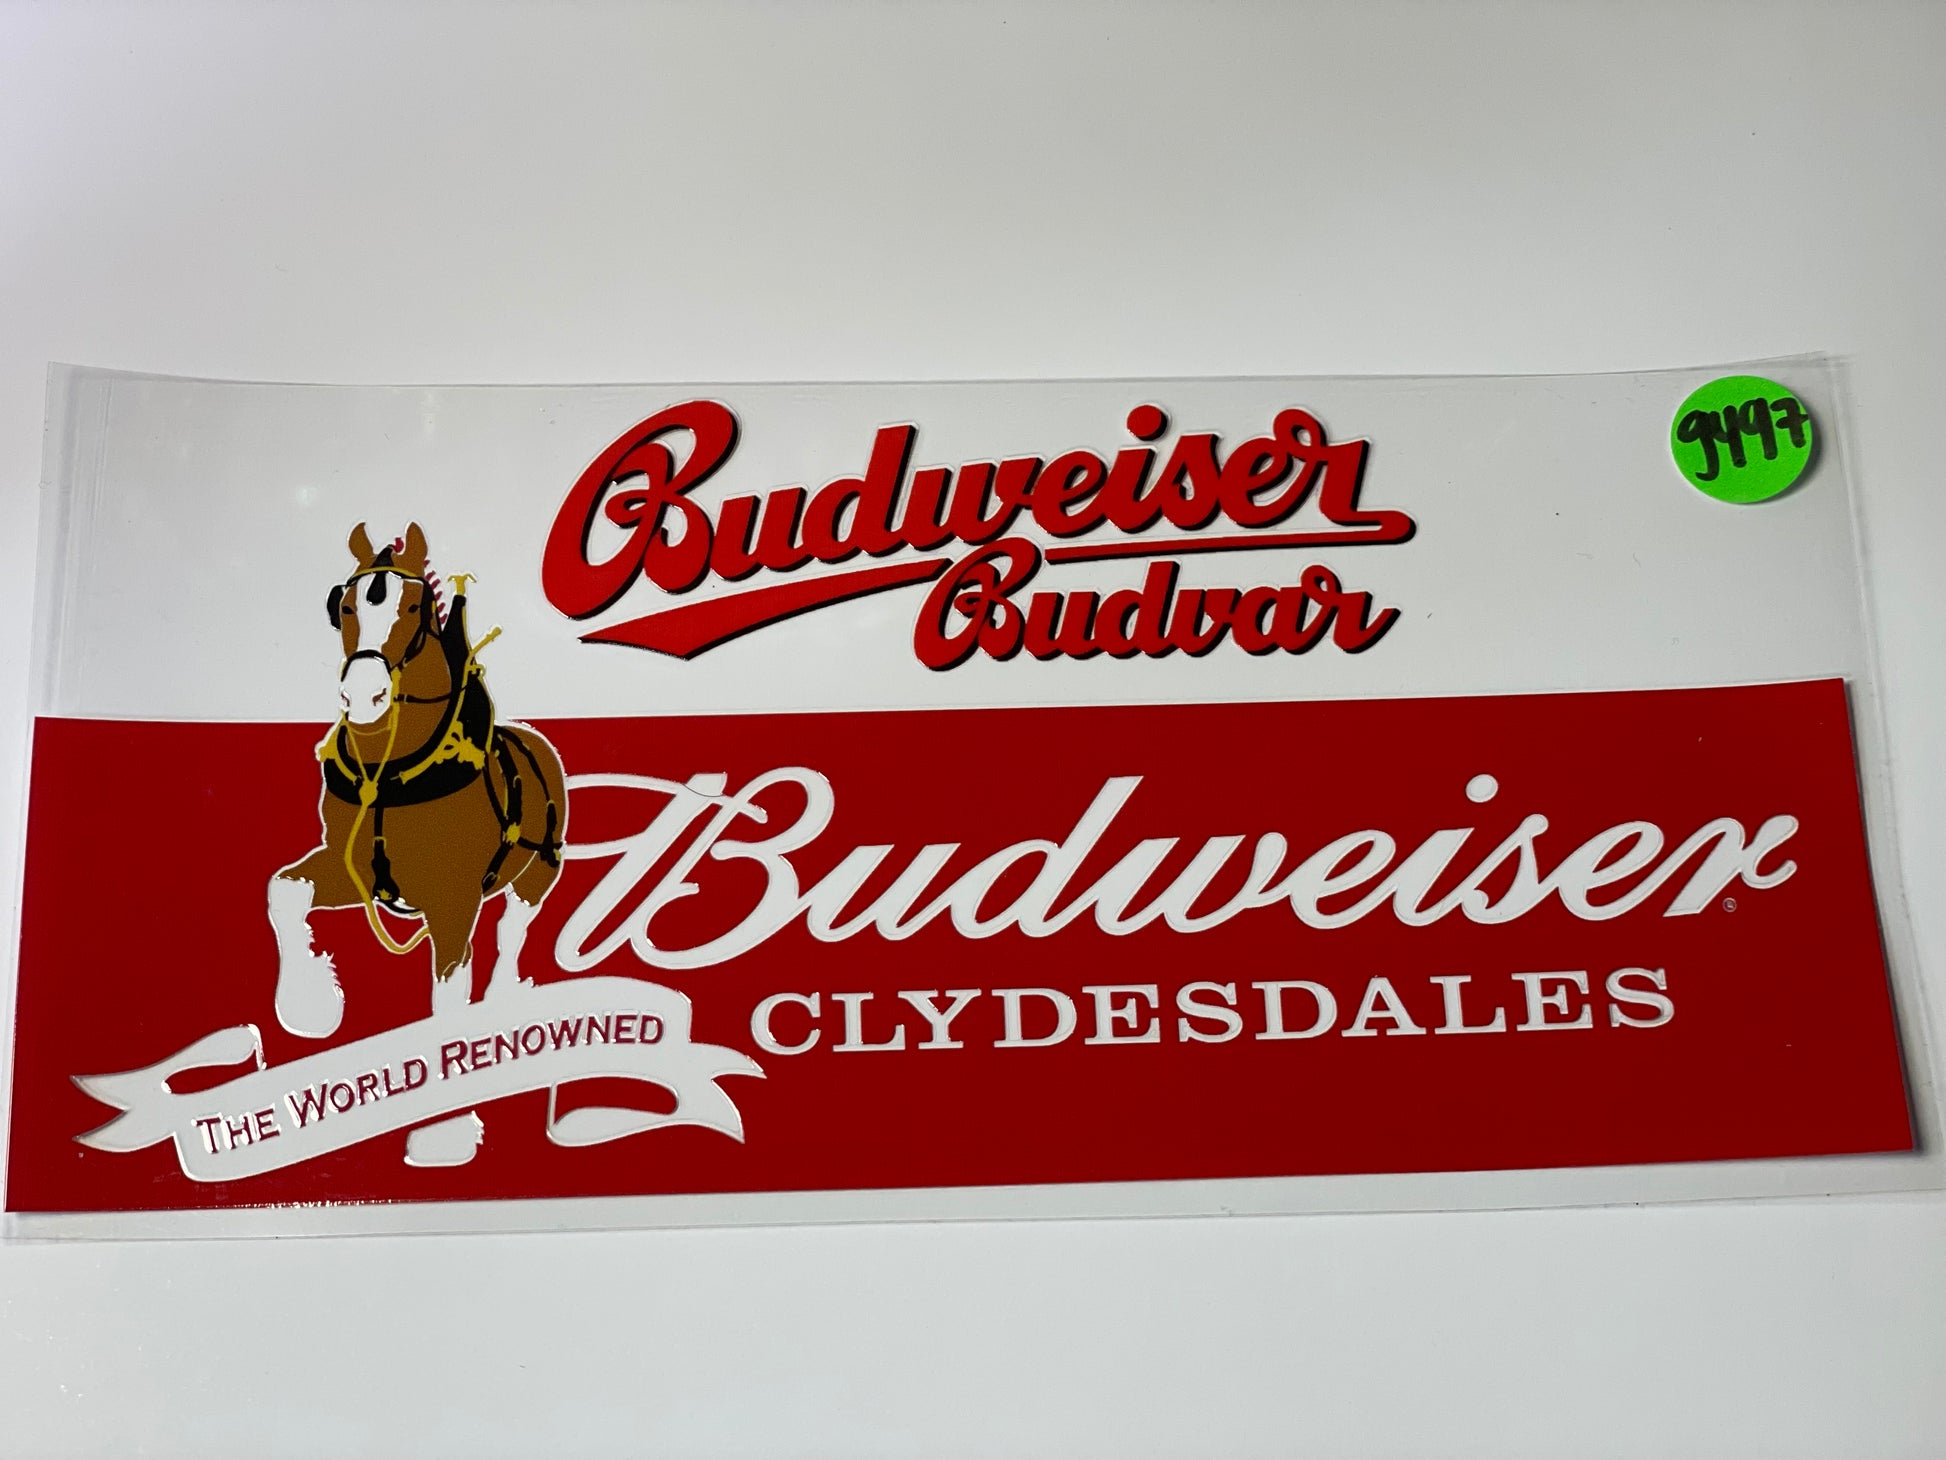 9497
Budweiser
Budvar
Budweiser
CLYDESDALES
THE WORLD RENOWNED